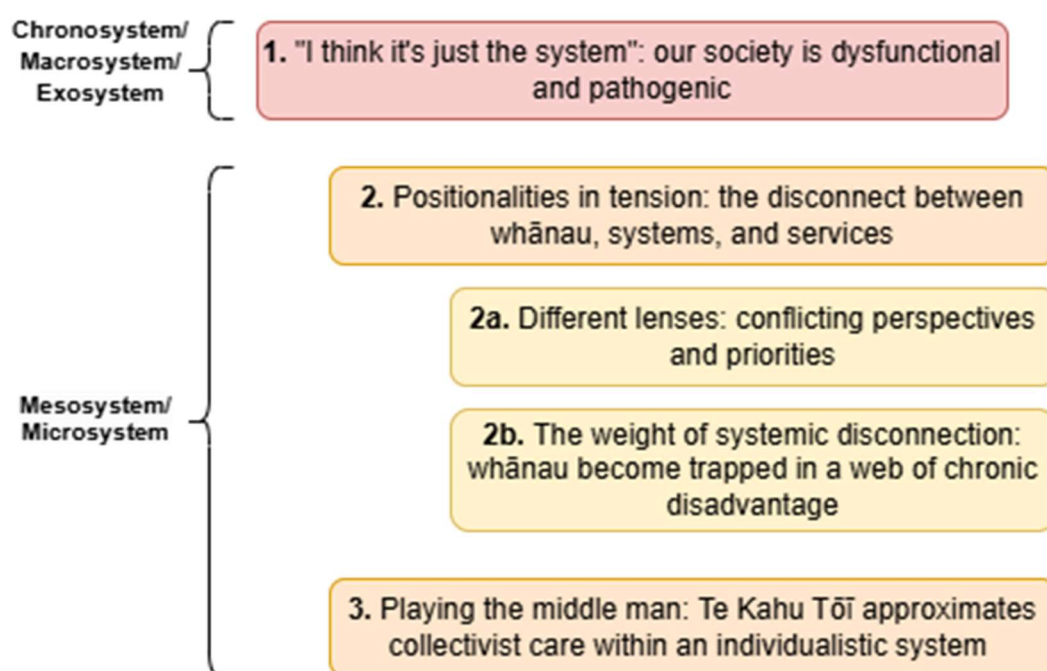 Chronosystem/
Macrosystem/
Exosystem
1. "I think it's just the system": our society is dysfunctional
and pathogenic
2. Positionalities in tension: the disconnect between
whānau, systems, and services
2a. Different lenses: conflicting perspectives
and priorities
Mesosystem/
Microsystem
2b. The weight of systemic disconnection:
whānau become trapped in a web of chronic
disadvantage
3. Playing the middle man: Te Kahu Tōī approximates
collectivist care within an individualistic system